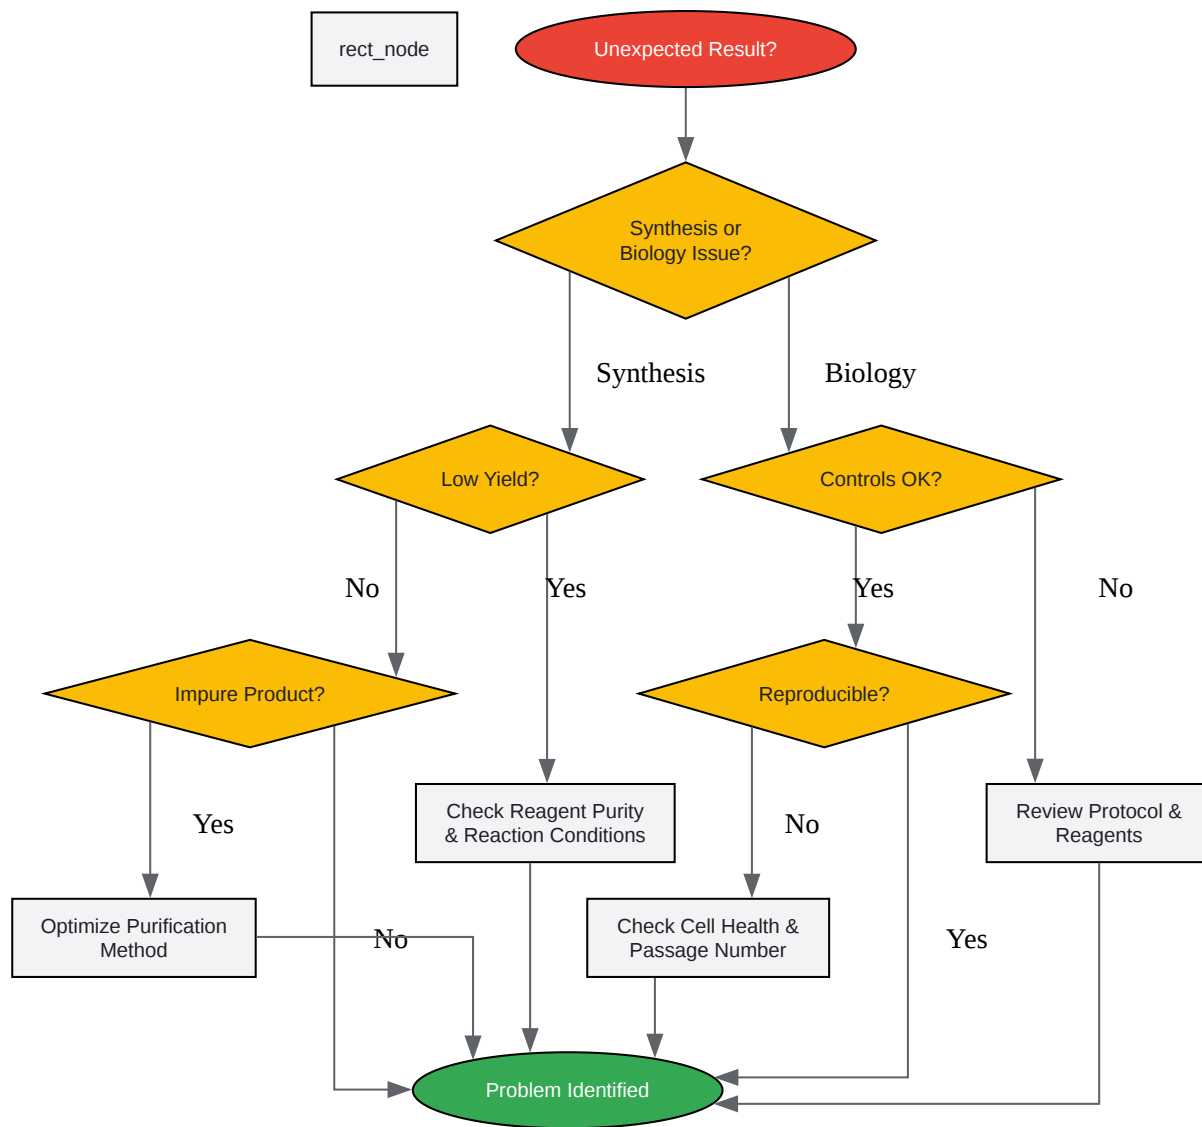 rect_node
Unexpected Result?
Synthesis or
Biology Issue?
Synthesis
Biology
Low Yield?
Controls OK?
No
Yes
Yes
No
Impure Product?
Reproducible?
Yes
Check Reagent Purity
& Reaction Conditions
No
Review Protocol &
Reagents
Optimize Purification
Method
No
Check Cell Health &
Passage Number
Yes
Problem Identified